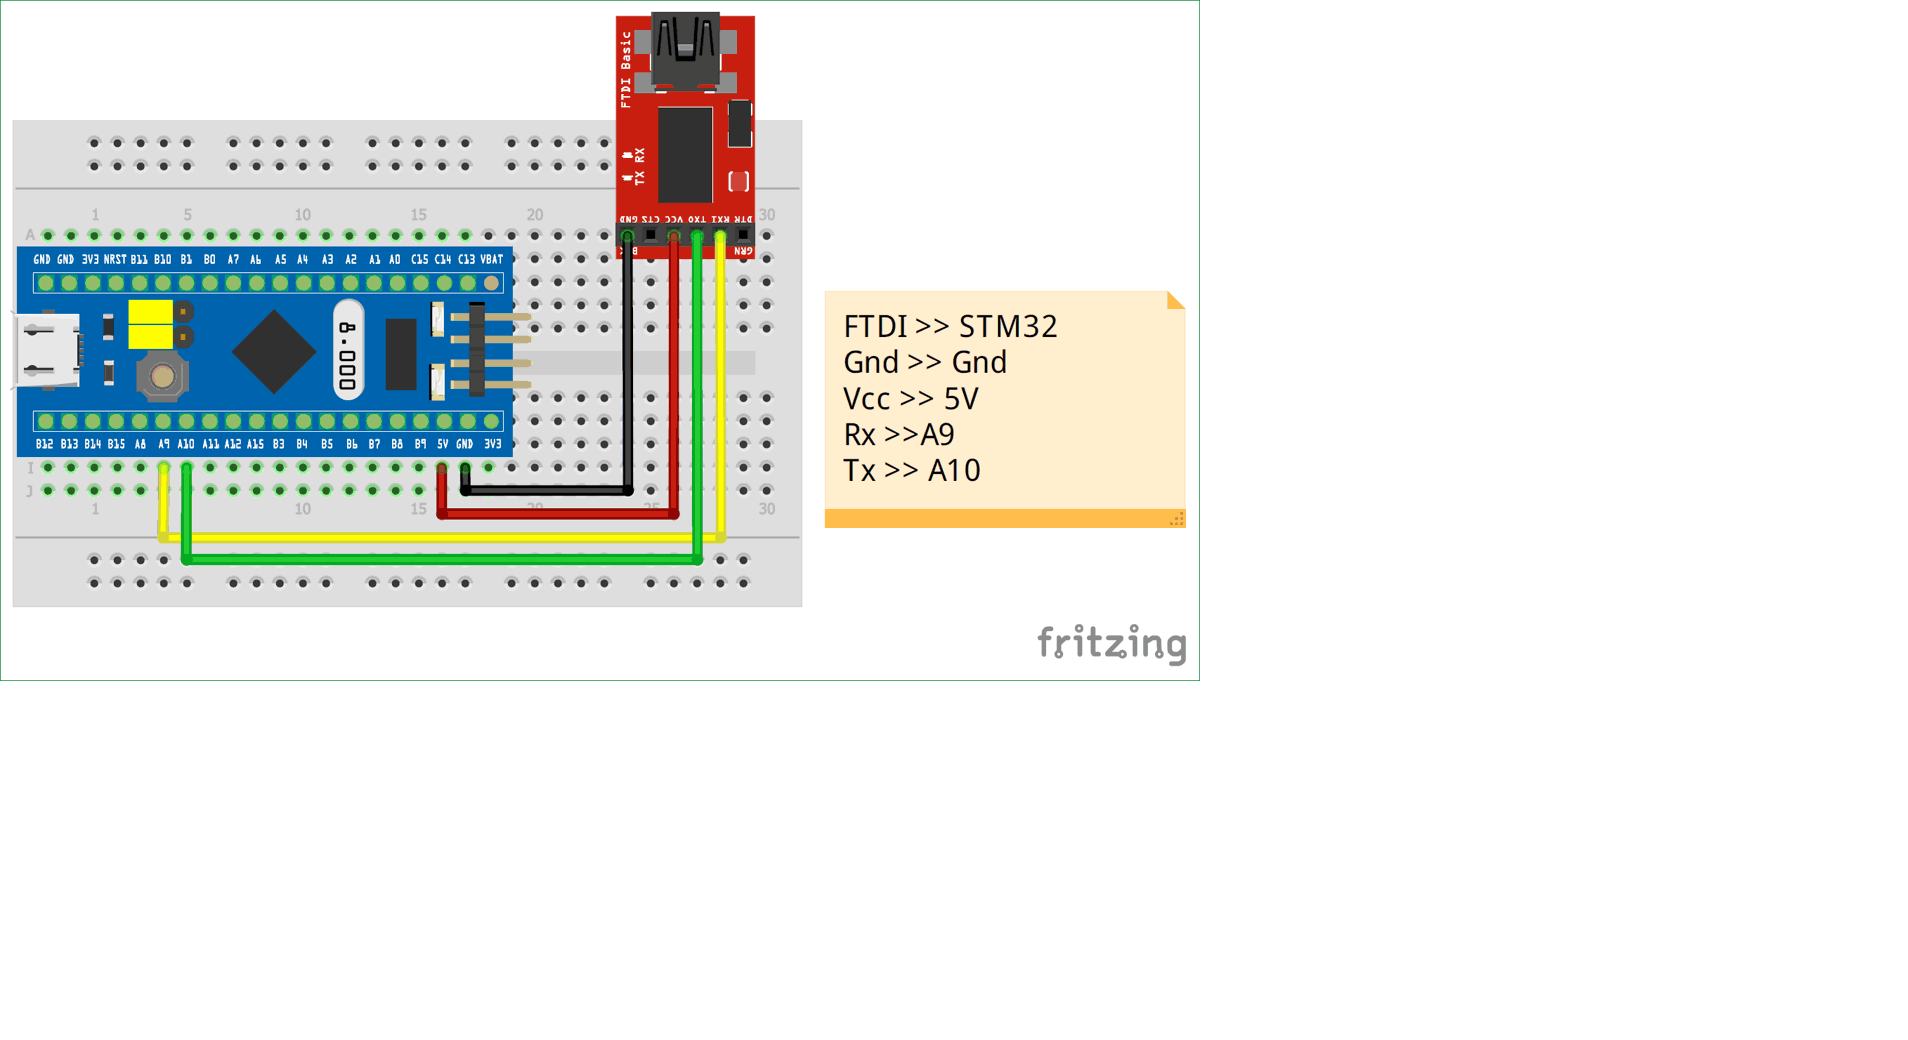 FTDI Basic
TX RX
GND CTS VCC TXO RXI DTR
GRN
1 5 10 15 20 30
A
GND GND 3V3 NRST B11 B10 B1 B0 A7 A6 A5 A4 A3 A2 A1 A0 C15 C14 C13 VBAT
8.000
B12 B13 B14 B15 A8 A9 A10 A11 A12 A15 B3 B4 B5 B6 B7 B8 B9 5V GND 3V3
I
J
1 10 15 20 25 30
FTDI >> STM32
Gnd >> Gnd
Vcc >> 5V
Rx >>A9
Tx >> A10
fritzing